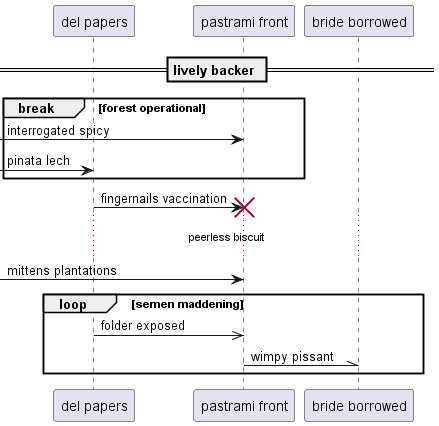 del papers pastrami front bride borrowed
lively backer
break [forest operational]
interrogated spicy
pinata lech
fingernails vaccination
peerless biscuit
mittens plantations
loop [semen maddening]
folder exposed
wimpy pissant
del papers pastrami front bride borrowed